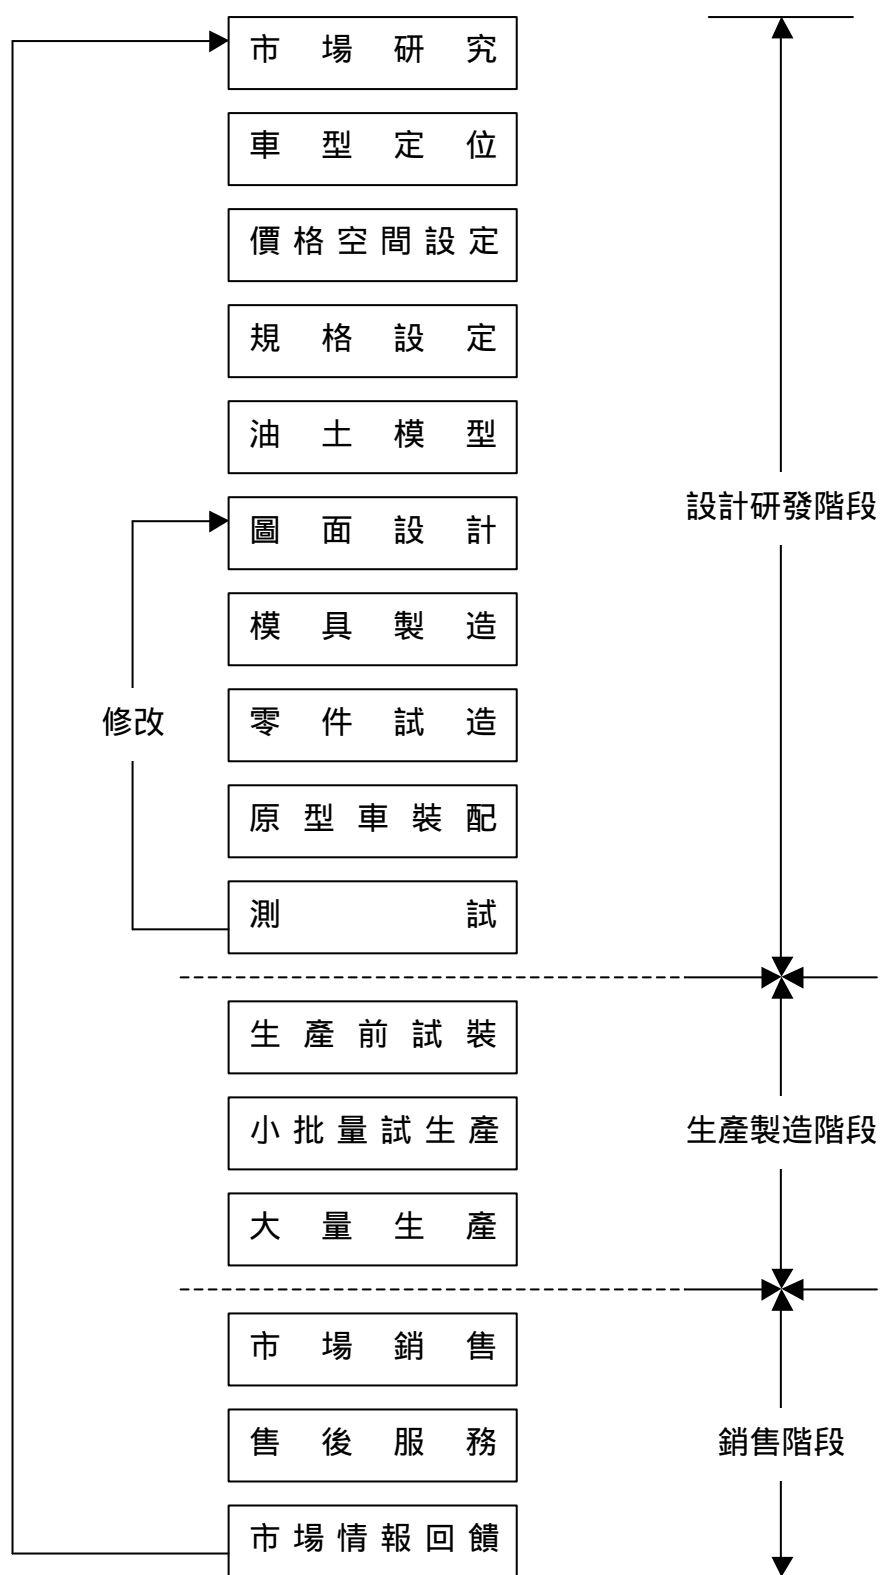 市場研究
車型定位
價格空間設定
規格設定
油土模型
設計研發階段
圖面設計
模具製造
修改
零件試造
原型車裝配
測試
生產前試裝
小批量試生產
生產製造階段
大量生產
市場銷售
售後服務
銷售階段
市場情報回饋